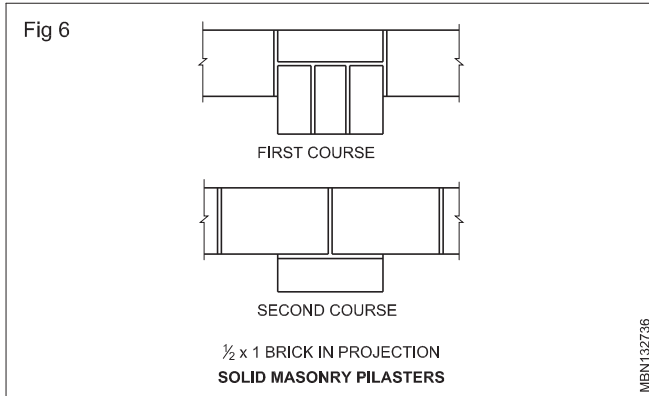 Fig 6
FIRST COURSE
SECOND COURSE
½ x 1 BRICK IN PROJECTION
SOLID MASONRY PILASTERS
MBN132736